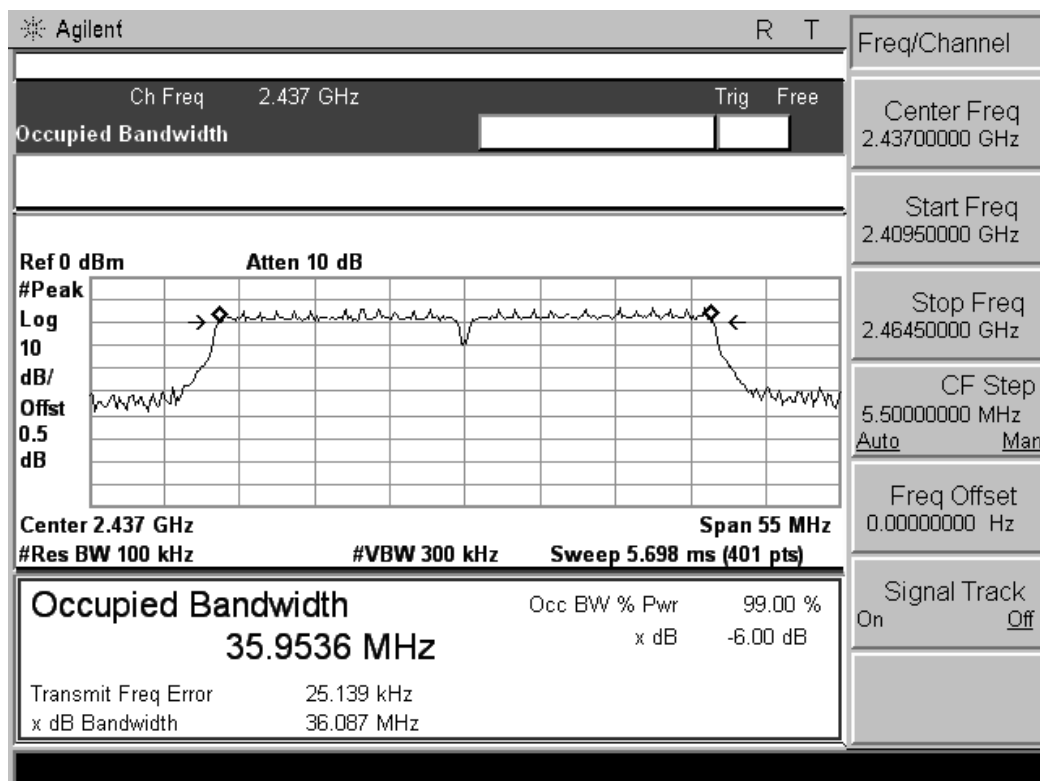 Agilent R T
Ch Freq 2.437 GHz Trig Free
Occupied Bandwidth
Ref 0 dBm Atten 10 dB
#Peak
Log
10
dB/
Offst
0.5
dB
Center 2.437 GHz Span 55 MHz
#Res BW 100 kHz #VBW 300 kHz Sweep 5.698 ms (401 pts)
Occupied Bandwidth
35.9536 MHz
Occ BW % Pwr 99.00 %
x dB -6.00 dB
Transmit Freq Error 25.139 kHz
x dB Bandwidth 36.087 MHz
Freq/Channel
Center Freq
2.43700000 GHz
Start Freq
2.40950000 GHz
Stop Freq
2.46450000 GHz
CF Step
5.50000000 MHz
Auto Man
Freq Offset
0.00000000 Hz
Signal Track
On Off